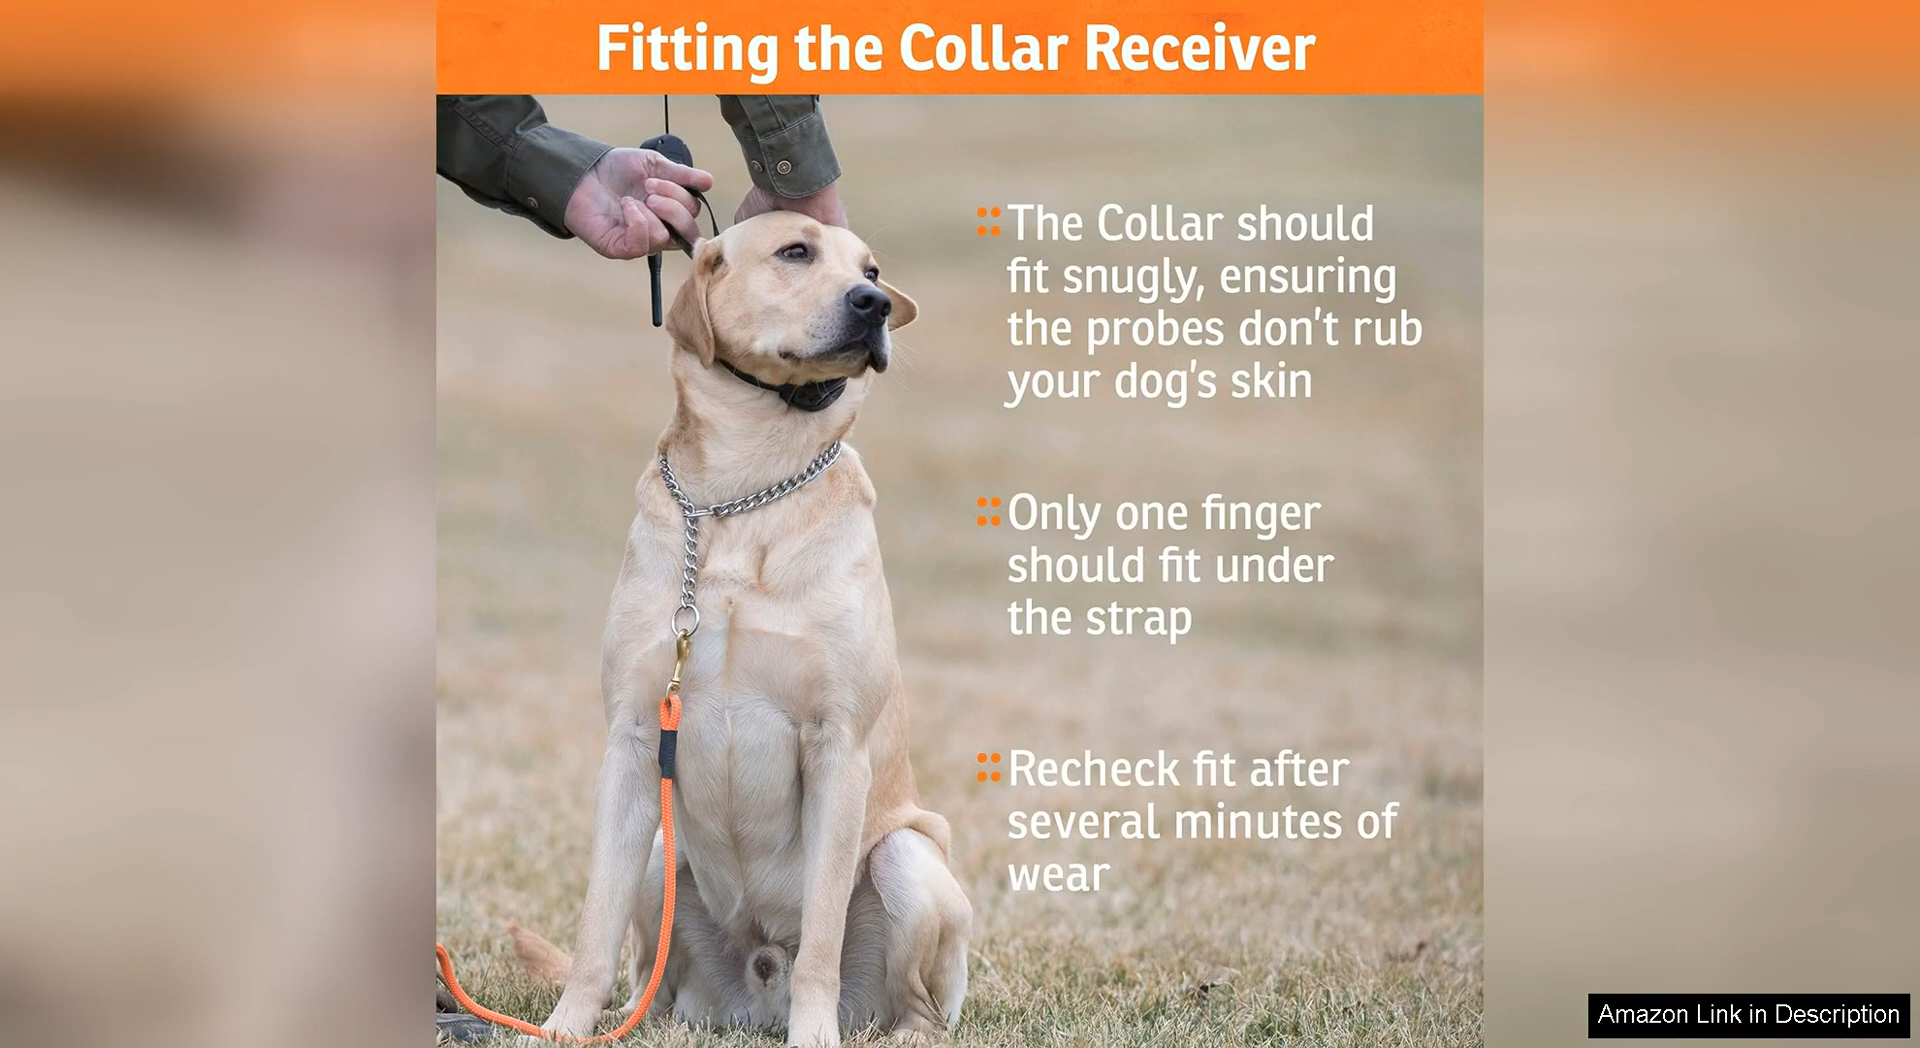 Fitting the Collar Receiver
The Collar should
fit snugly, ensuring
the probes don't rub
your dog's skin
Only one finger
should fit under
the strap
Recheck fit after
several minutes of
wear
Amazon Link in Description